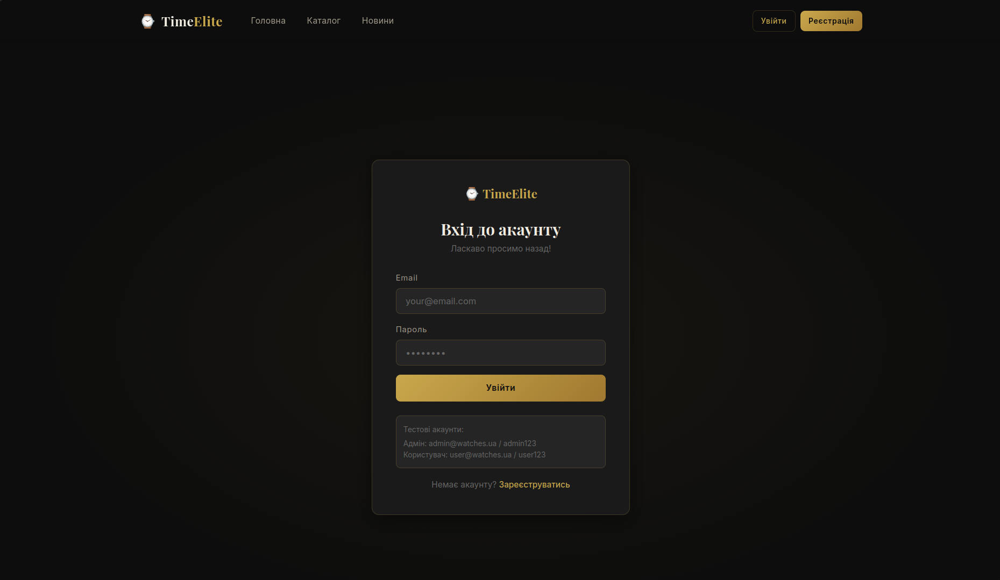 TimeElite
Головна
Каталог
Новини
Увійти
Реєстрація
TimeElite
Вхід до акаунту
Ласкаво просимо назад!
Email
your@email.com
Пароль
••••••••
Увійти
Тестові акаунти:
Адмін: admin@watches.ua / admin123
Користувач: user@watches.ua / user123
Немає акаунту? Зареєструватись